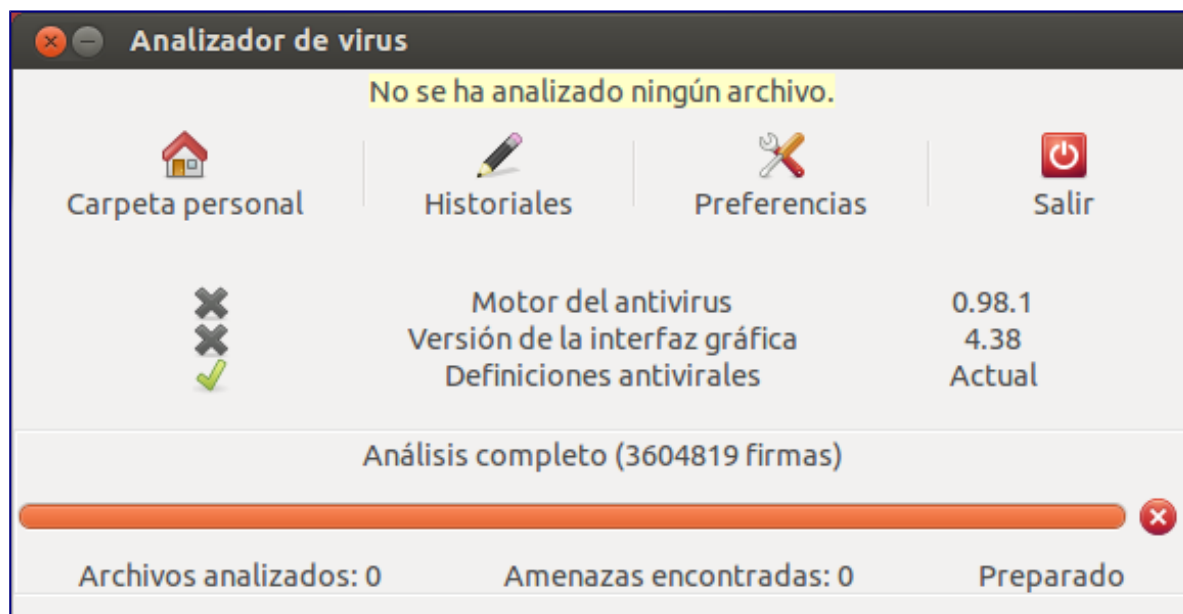 Analizador de virus
No se ha analizado ningún archivo.
Carpeta personal
Historiales
Preferencias
Salir
Motor del antivirus 0.98.1
Versión de la interfaz gráfica 4.38
Definiciones antivirales Actual
Análisis completo (3604819 firmas)
Archivos analizados: 0 Amenazas encontradas: 0 Preparado